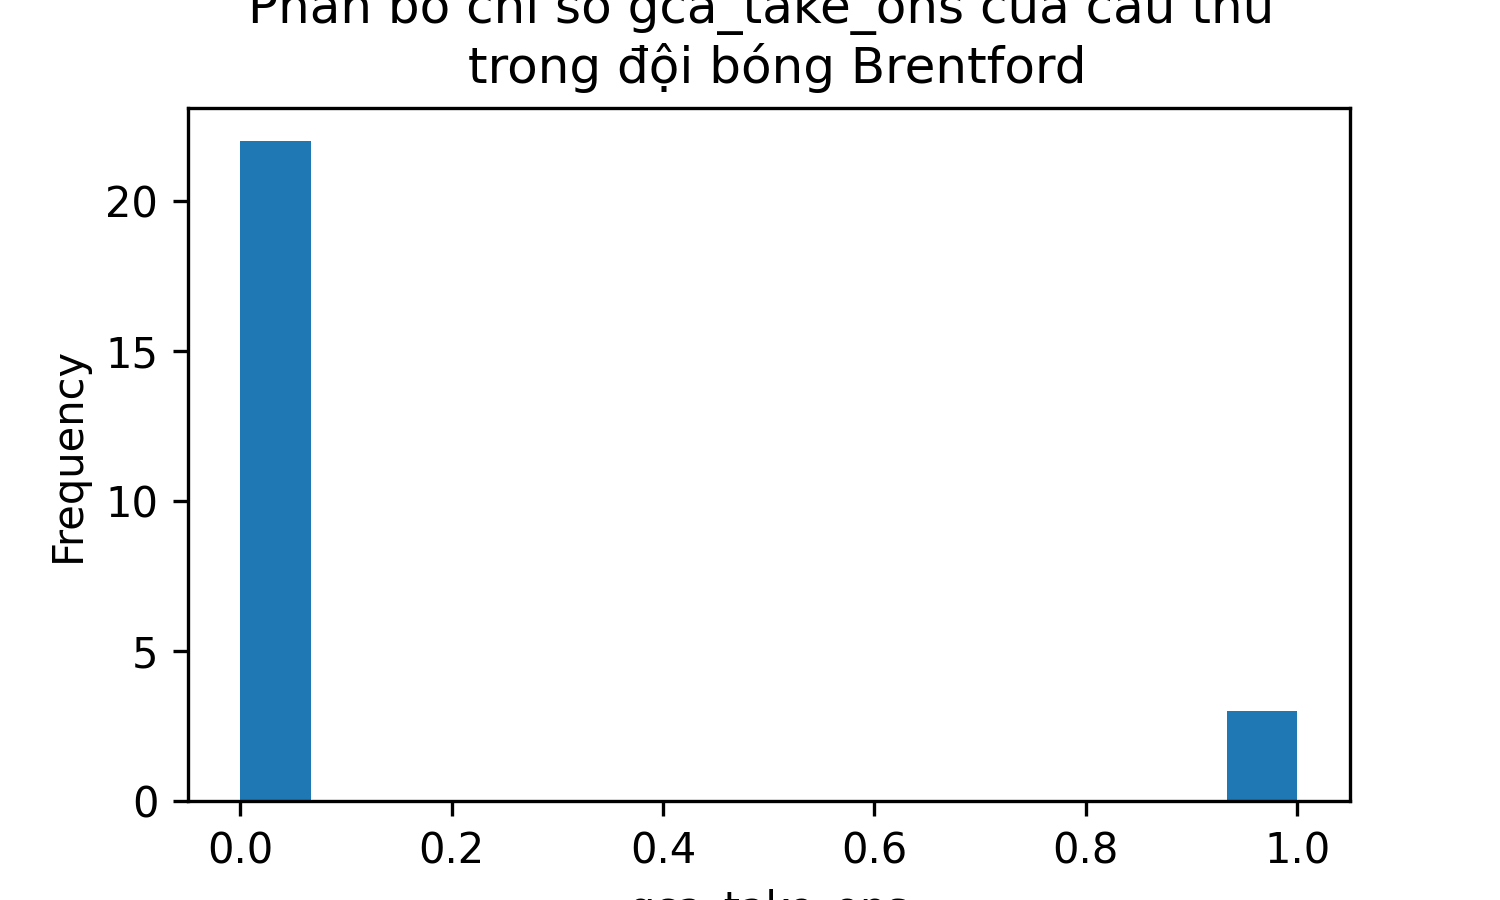 Phân bố chỉ số gca_take_ons của cầu thủ
trong đội bóng Brentford
Frequency
20
15
10
5
0
0.0 0.2 0.4 0.6 0.8 1.0
gca_take_ons